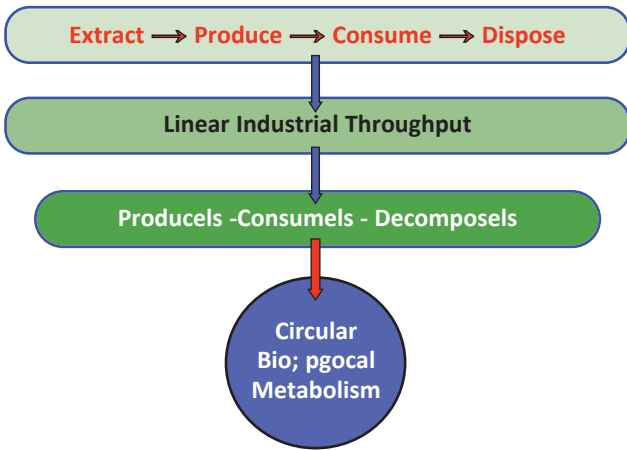 Extract → Produce → Consume → Dispose
Linear Industrial Throughput
Producels -Consumels - Decomposels
Circular
Bio; pgocal
Metabolism